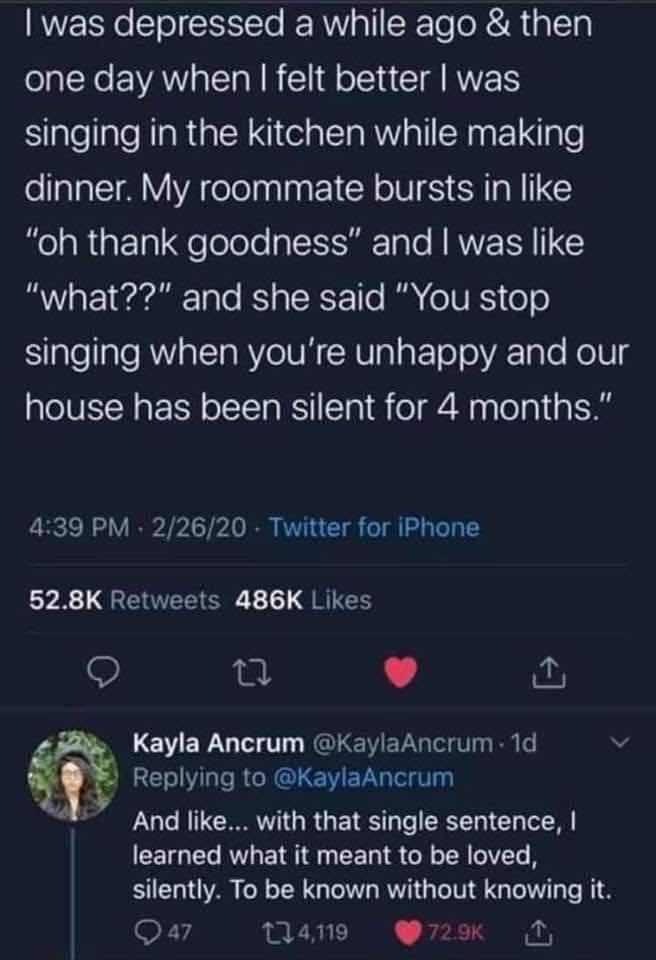 I was depressed a while ago & then
one day when I felt better I was
singing in the kitchen while making
dinner. My roommate bursts in like
“oh thank goodness” and I was like
“what??” and she said “You stop
singing when you’re unhappy and our
house has been silent for 4 months.”
4:39 PM · 2/26/20 · Twitter for iPhone
52.8K Retweets 486K Likes
Kayla Ancrum @KaylaAncrum · 1d
Replying to @KaylaAncrum
And like... with that single sentence, I
learned what it meant to be loved,
silently. To be known without knowing it.
47 4,119 72.9K